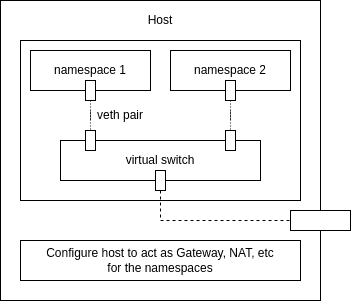 Host
namespace 1
namespace 2
veth pair
virtual switch
Configure host to act as Gateway, NAT, etc
for the namespaces